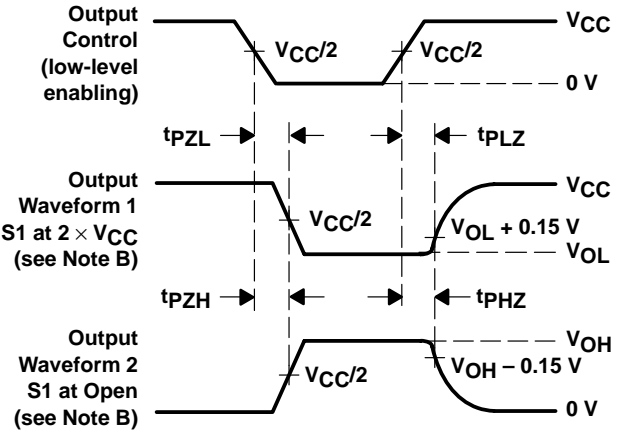 Output
Control
(low-level
enabling)
VCC/2
VCC/2
VCC
0 V
tPZL
tPLZ
Output
Waveform 1
S1 at 2 × VCC
(see Note B)
VCC/2
VCC
VOL + 0.15 V
VOL
tPZH
tPHZ
Output
Waveform 2
S1 at Open
(see Note B)
VCC/2
VOH
VOH − 0.15 V
0 V